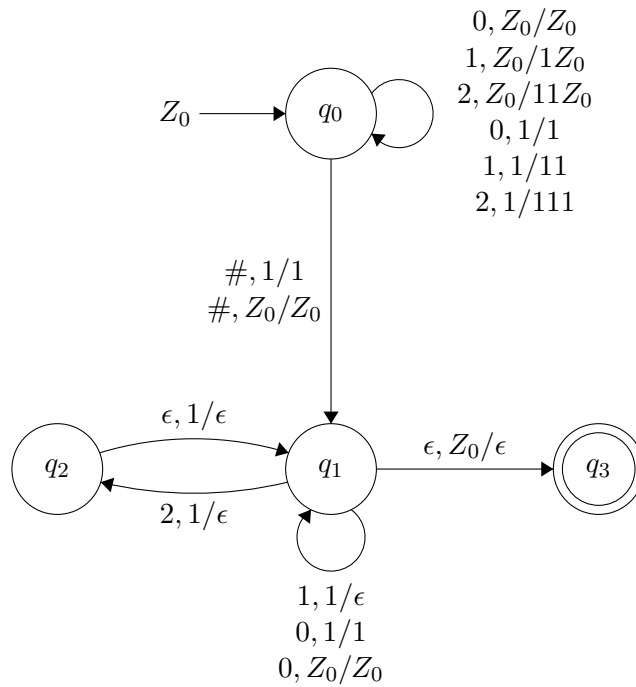 0, Z₀/Z₀
1, Z₀/1Z₀
2, Z₀/11Z₀
0, 1/1
1, 1/11
2, 1/111
Z₀
q₀
#, 1/1
#, Z₀/Z₀
ϵ, 1/ϵ
ϵ, Z₀/ϵ
q₂
q₁
q₃
2, 1/ϵ
1, 1/ϵ
0, 1/1
0, Z₀/Z₀